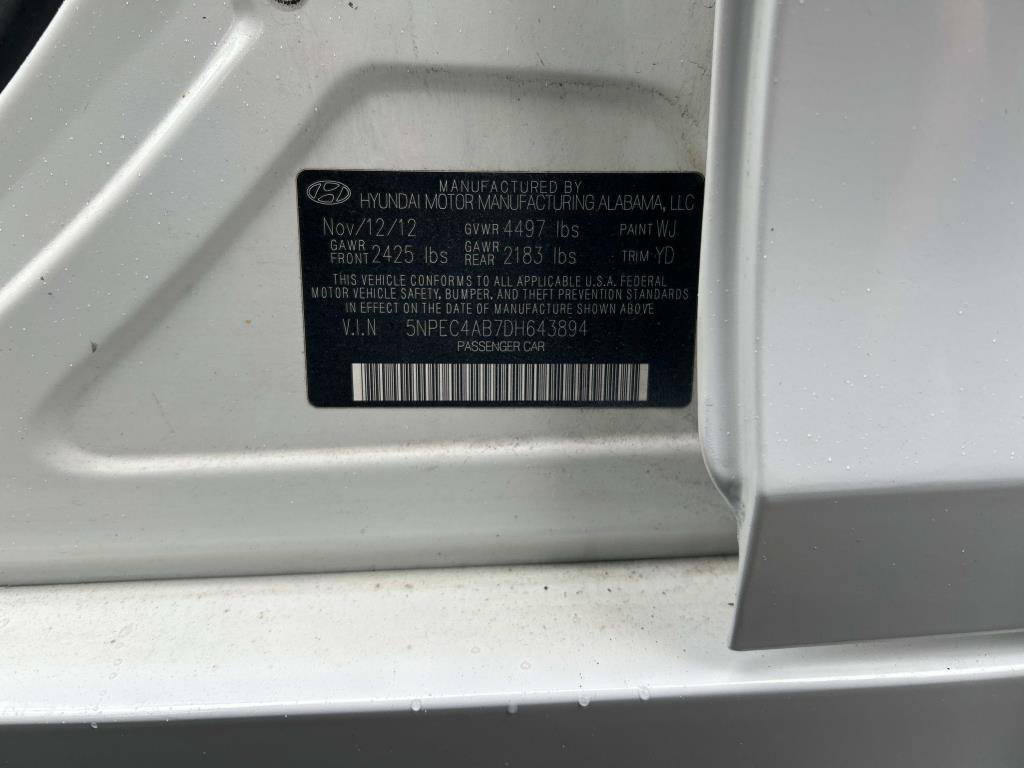 MANUFACTURED BY
HYUNDAI MOTOR MANUFACTURING ALABAMA, LLC
Nov/12/12 GVWR 4497 lbs PAINT WJ
GAWR FRONT 2425 lbs GAWR REAR 2183 lbs TRIM YD
THIS VEHICLE CONFORMS TO ALL APPLICABLE U.S.A. FEDERAL
MOTOR VEHICLE SAFETY, BUMPER, AND THEFT PREVENTION STANDARDS
IN EFFECT ON THE DATE OF MANUFACTURE SHOWN ABOVE
V.I.N 5NPEC4AB7DH643894
PASSENGER CAR